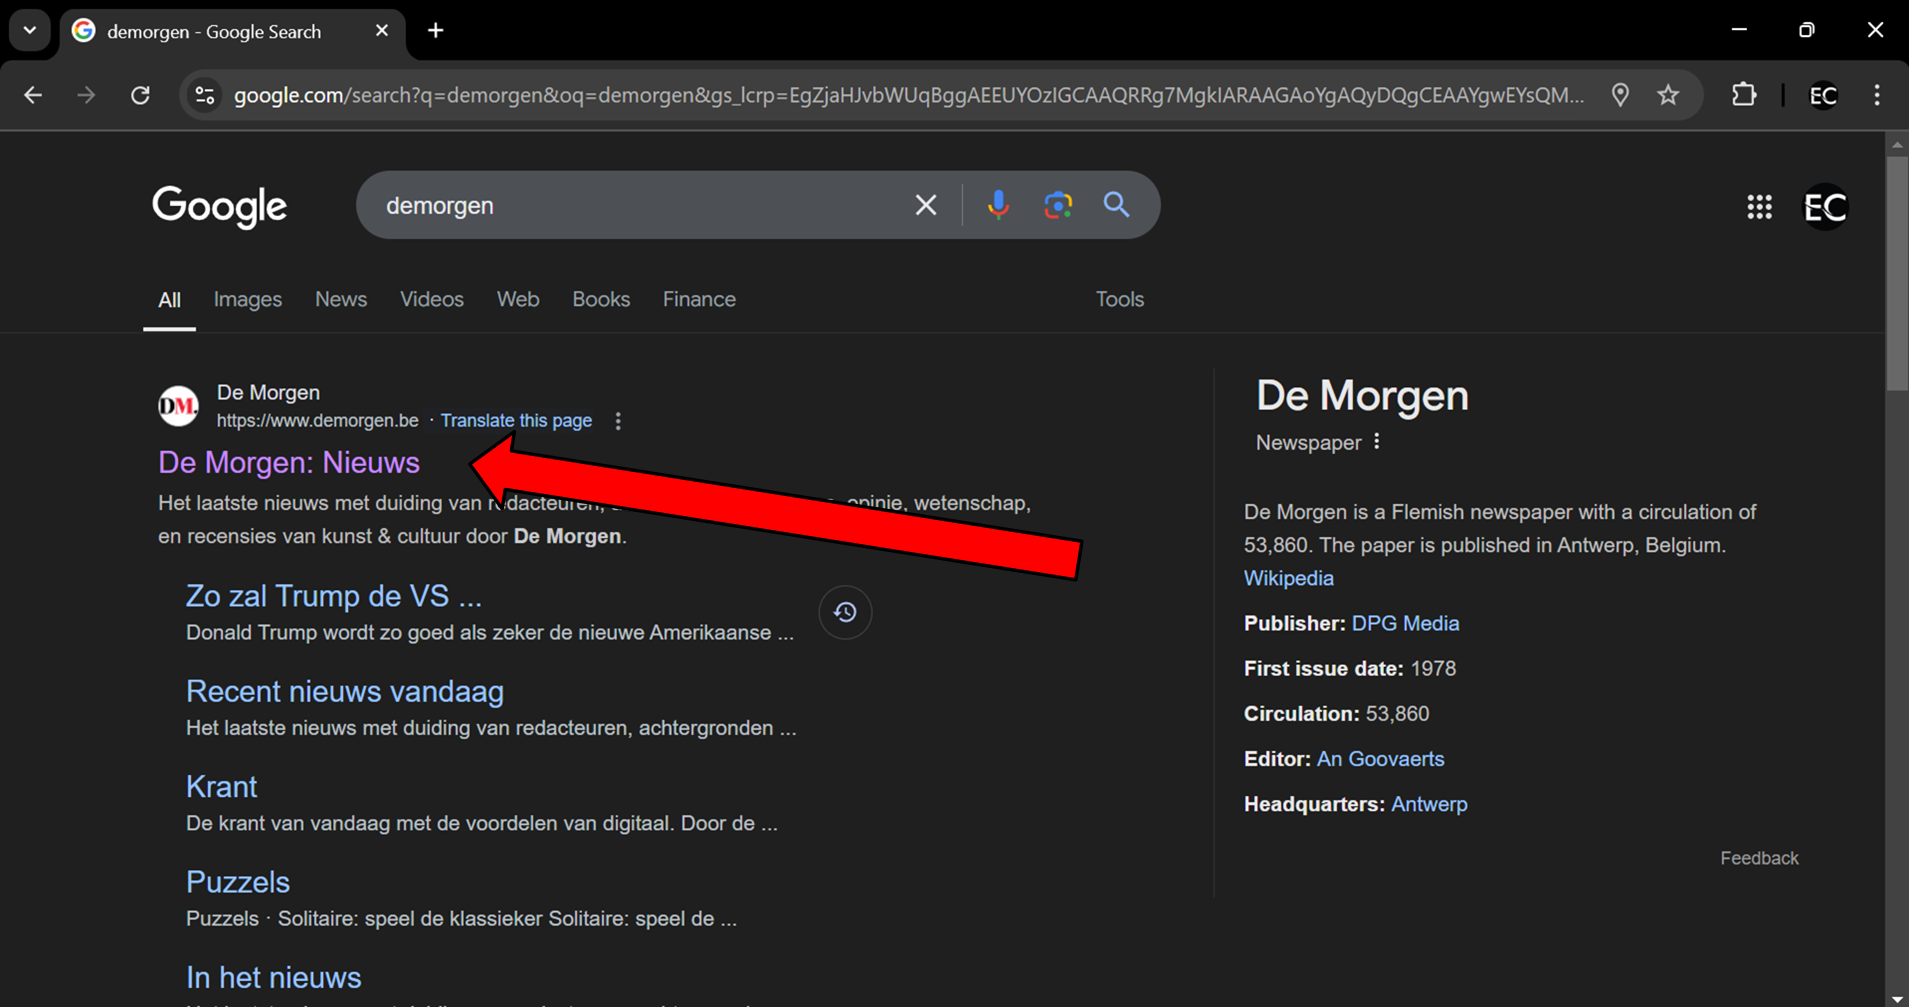 demorgen - Google Search
google.com/search?q=demorgen&oq=demorgen&gs_lcrp=EgZjaHJvbWUqBggAEEUYOzIGCAAQRRg7MgkIARAAGAoYgAQyDQgCEAAYgwEYsQM...
EC
Google
demorgen
EC
All Images News Videos Web Books Finance Tools
De Morgen
DM.
https://www.demorgen.be · Translate this page
De Morgen: Nieuws
Het laatste nieuws met duiding van redacteuren, opinie, wetenschap,
en recensies van kunst & cultuur door De Morgen.
Zo zal Trump de VS ...
Donald Trump wordt zo goed als zeker de nieuwe Amerikaanse ...
Recent nieuws vandaag
Het laatste nieuws met duiding van redacteuren, achtergronden ...
Krant
De krant van vandaag met de voordelen van digitaal. Door de ...
Puzzels
Puzzels · Solitaire: speel de klassieker Solitaire: speel de ...
In het nieuws
De Morgen
Newspaper
De Morgen is a Flemish newspaper with a circulation of
53,860. The paper is published in Antwerp, Belgium.
Wikipedia
Publisher: DPG Media
First issue date: 1978
Circulation: 53,860
Editor: An Goovaerts
Headquarters: Antwerp
Feedback